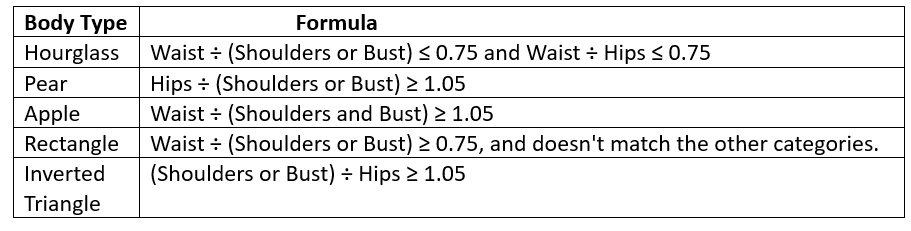 Body Type Formula
Hourglass Waist ÷ (Shoulders or Bust) ≤ 0.75 and Waist ÷ Hips ≤ 0.75
Pear Hips ÷ (Shoulders or Bust) ≥ 1.05
Apple Waist ÷ (Shoulders and Bust) ≥ 1.05
Rectangle Waist ÷ (Shoulders or Bust) ≥ 0.75, and doesn't match the other categories.
Inverted (Shoulders or Bust) ÷ Hips ≥ 1.05
Triangle